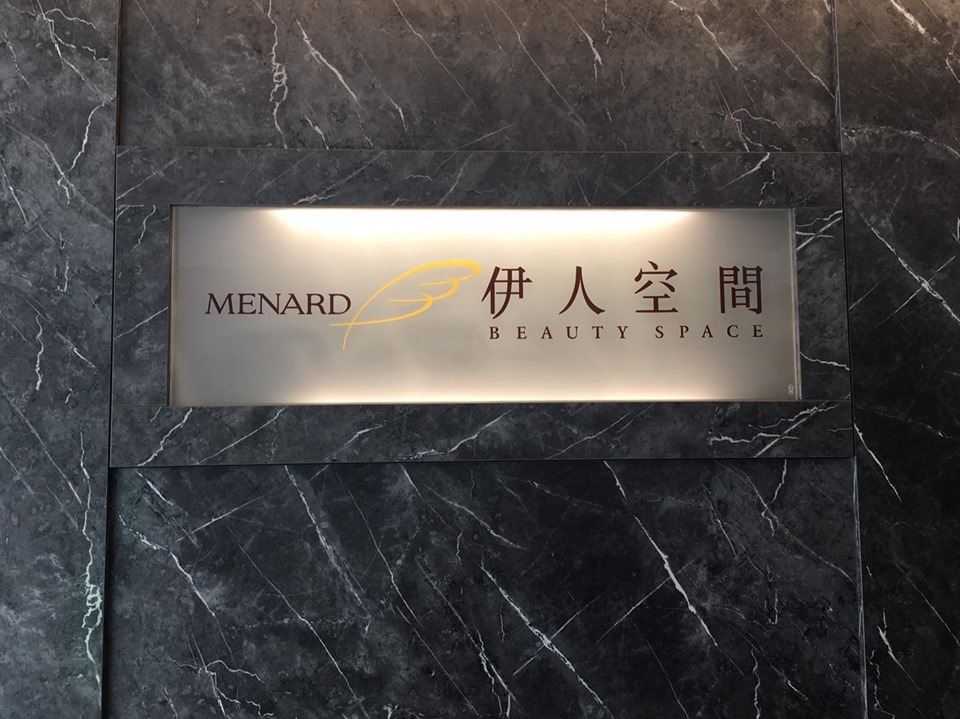 MENARD 伊人空間
BEAUTY SPACE